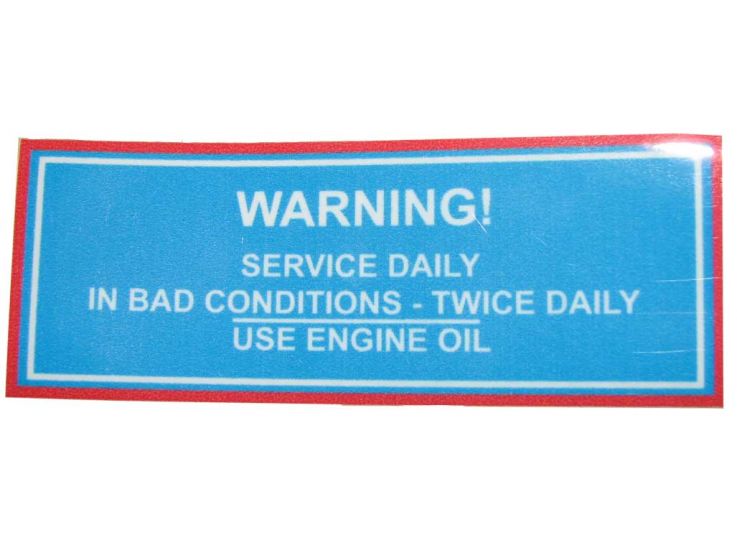 WARNING!
SERVICE DAILY
IN BAD CONDITIONS - TWICE DAILY
USE ENGINE OIL